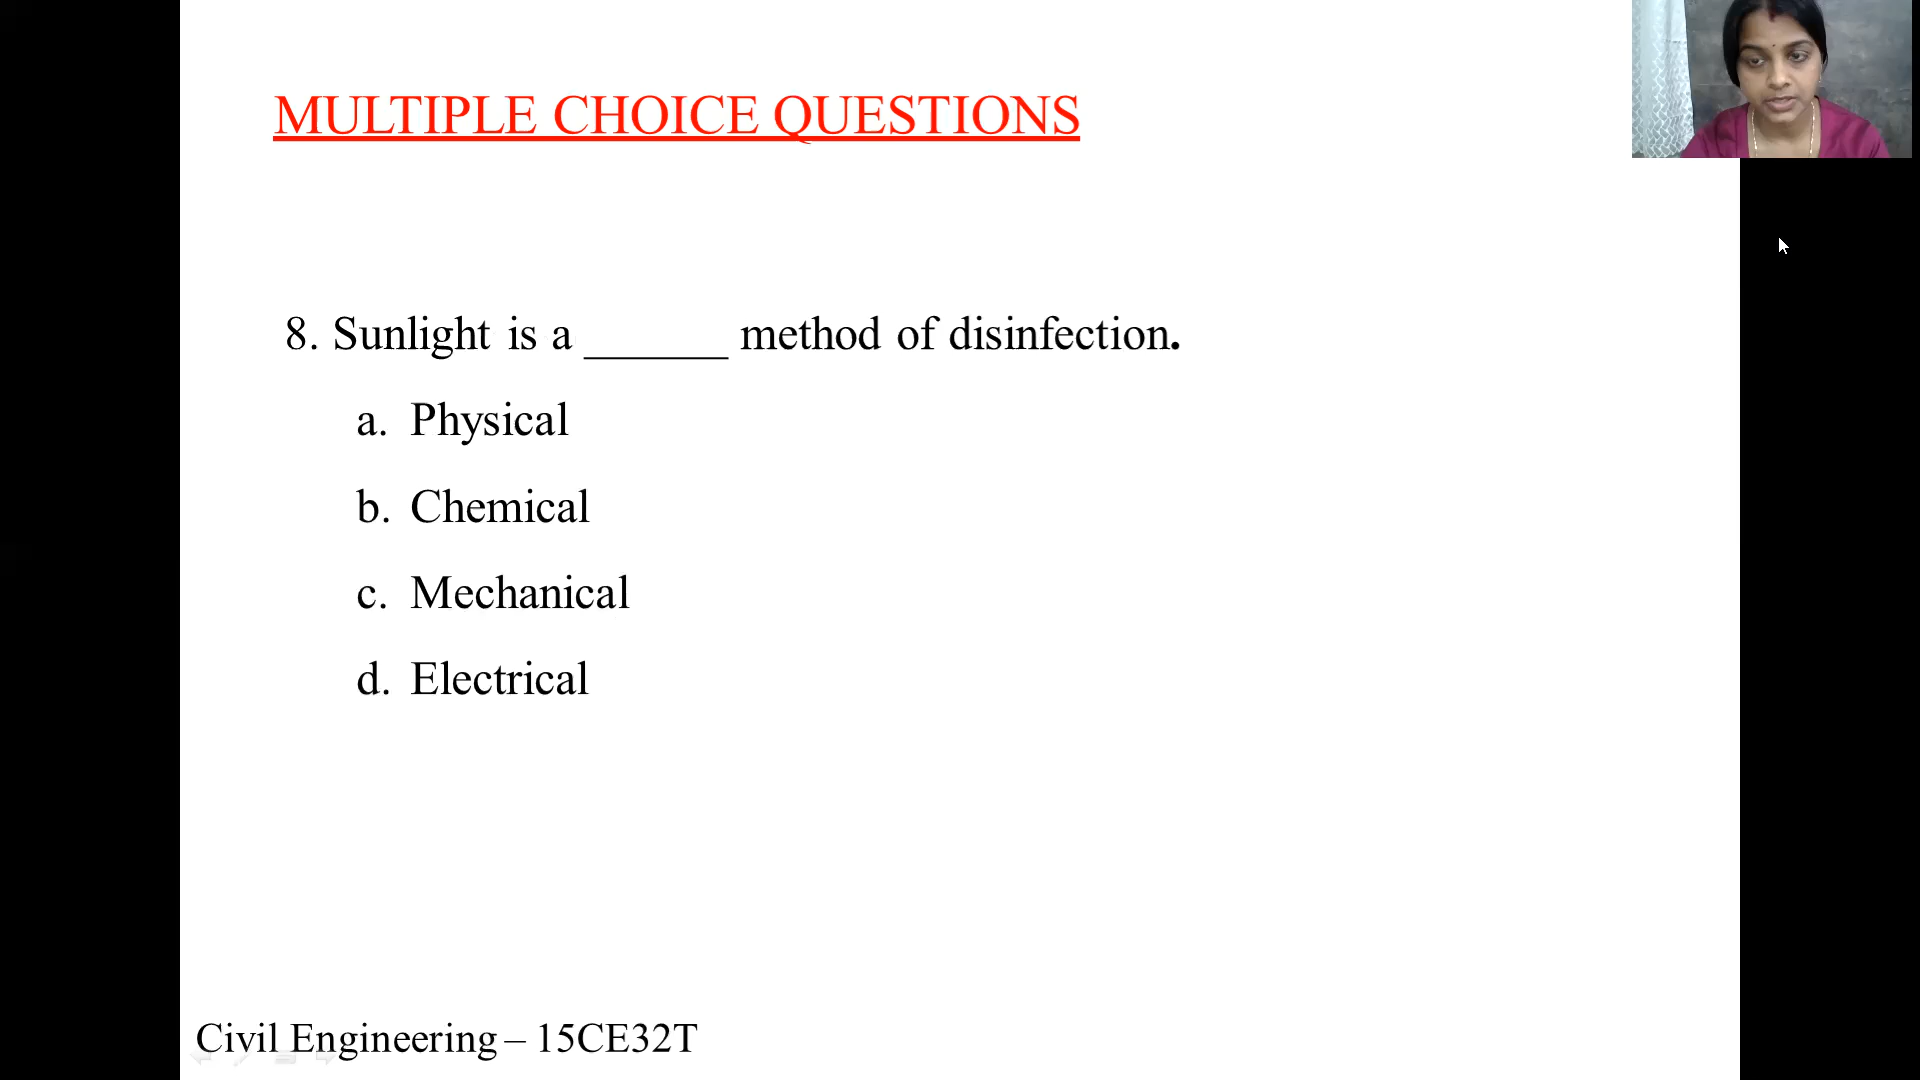 MULTIPLE CHOICE QUESTIONS
8. Sunlight is a ______ method of disinfection.
a. Physical
b. Chemical
c. Mechanical
d. Electrical
Civil Engineering – 15CE32T